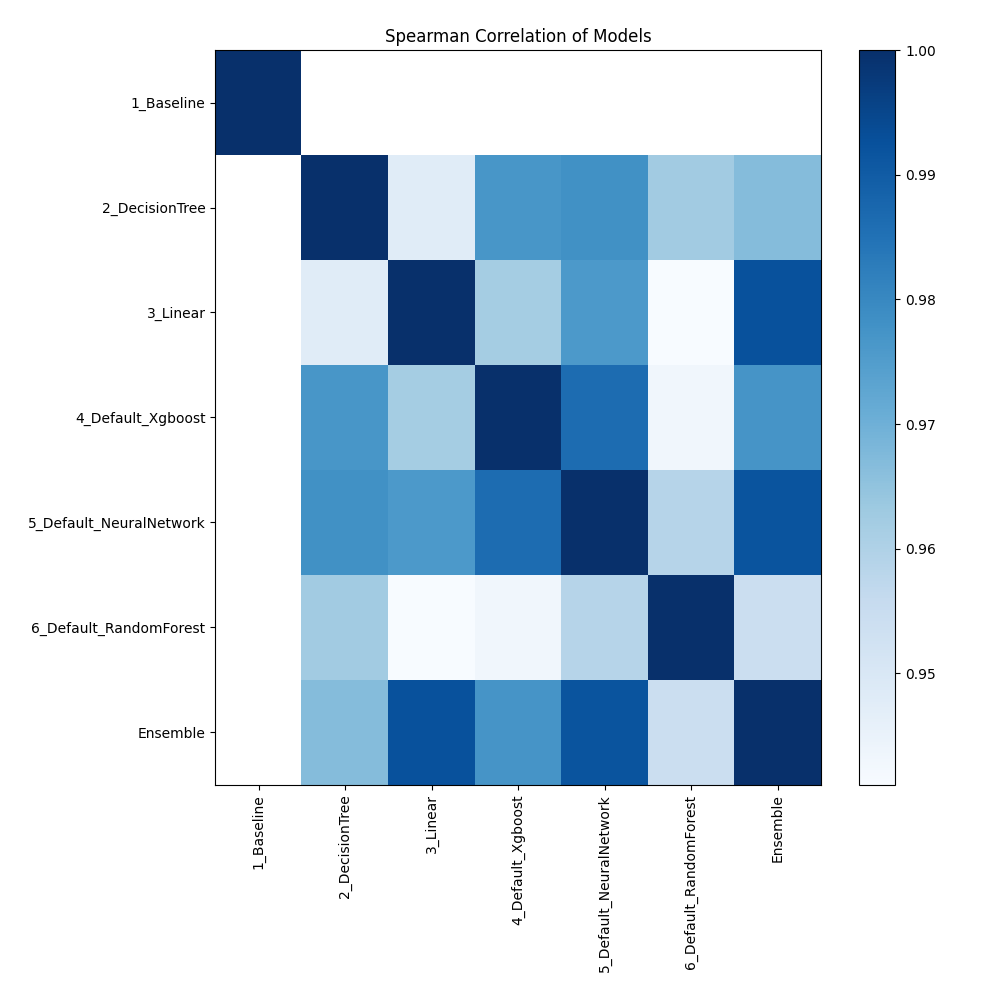 Spearman Correlation of Models
1_Baseline
2_DecisionTree
3_Linear
4_Default_Xgboost
5_Default_NeuralNetwork
6_Default_RandomForest
Ensemble
1_Baseline
2_DecisionTree
3_Linear
4_Default_Xgboost
5_Default_NeuralNetwork
6_Default_RandomForest
Ensemble
1.00
0.99
0.98
0.97
0.96
0.95